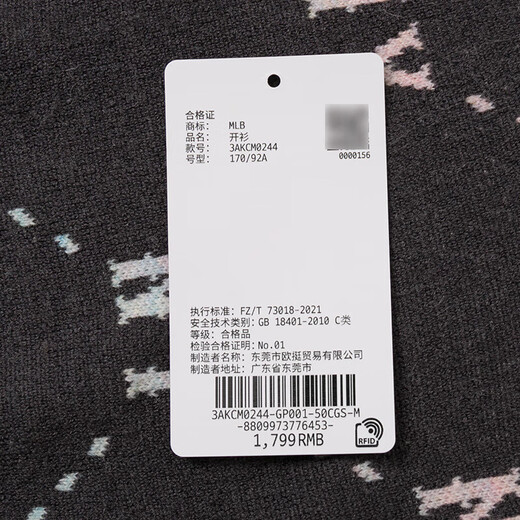 合格证
商标: MLB
品名: 开衫
款号: 3AKCM0244
号型: 170/92A
0000156
执行标准: FZ/T 73018-2021
安全技术类别: GB 18401-2010 C类
等级: 合格品
检验合格证明: No.01
制造者名称: 东莞市欧挺贸易有限公司
制造者地址: 广东省东莞市
3AKCM0244-GP001-50CGS-M
-8809973776453-
1,799RMB
RFID